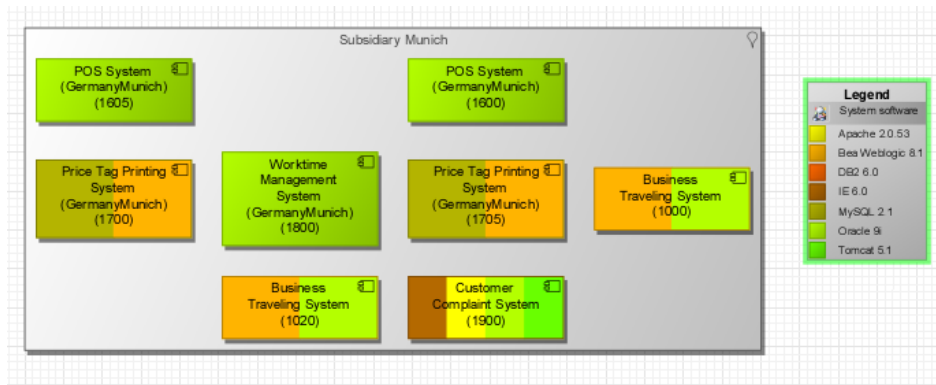 Subsidiary Munich
POS System
(GermanyMunich)
(1605)
POS System
(GermanyMunich)
(1600)
Price Tag Printing
System
(GermanyMunich)
(1700)
Worktime
Management
System
(GermanyMunich)
(1800)
Price Tag Printing
System
(GermanyMunich)
(1705)
Business
Traveling System
(1000)
Business
Traveling System
(1020)
Customer
Complaint System
(1900)
Legend
System software
Apache 2.0.53
Bea Weblogic 8.1
DB2 6.0
IE 6.0
MySQL 2.1
Oracle 9i
Tomcat 5.1